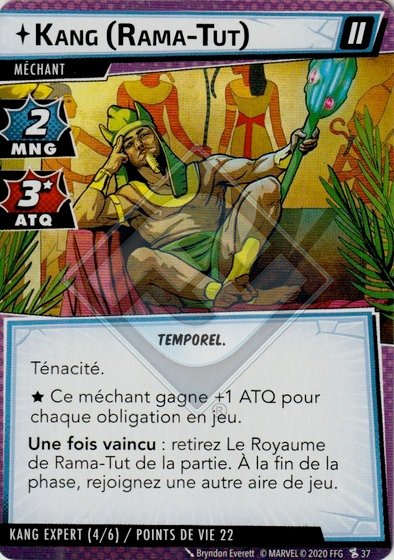 KANG (RAMA-TUT)
II
MÉCHANT
2
MNG
3★
ATQ
TEMPOREL.
Ténacité.
★ Ce méchant gagne +1 ATQ pour
chaque obligation en jeu.
Une fois vaincu : retirez Le Royaume
de Rama-Tut de la partie. À la fin de la
phase, rejoignez une autre aire de jeu.
®
KANG EXPERT (4/6) / POINTS DE VIE 22
Bryndon Everett © MARVEL © 2020 FFG 37